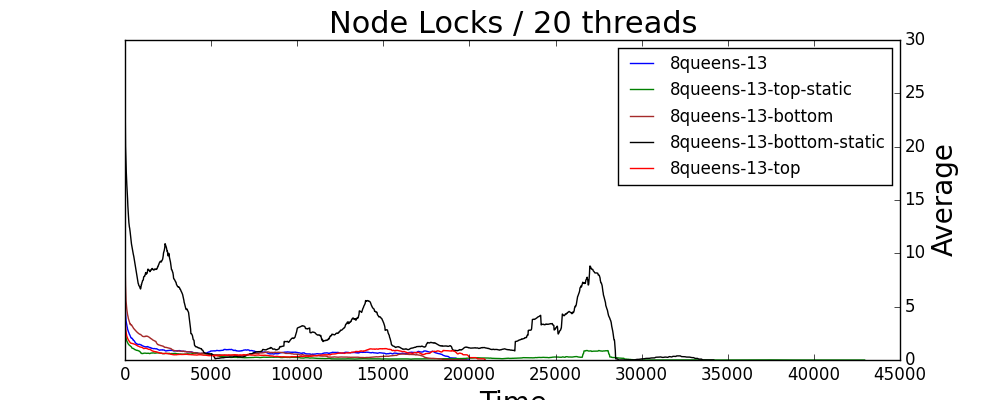 Node Locks / 20 threads
8queens-13
8queens-13-top-static
8queens-13-bottom
8queens-13-bottom-static
8queens-13-top
30
25
20
15
10
5
0
Average
0 5000 10000 15000 20000 25000 30000 35000 40000 45000
Time